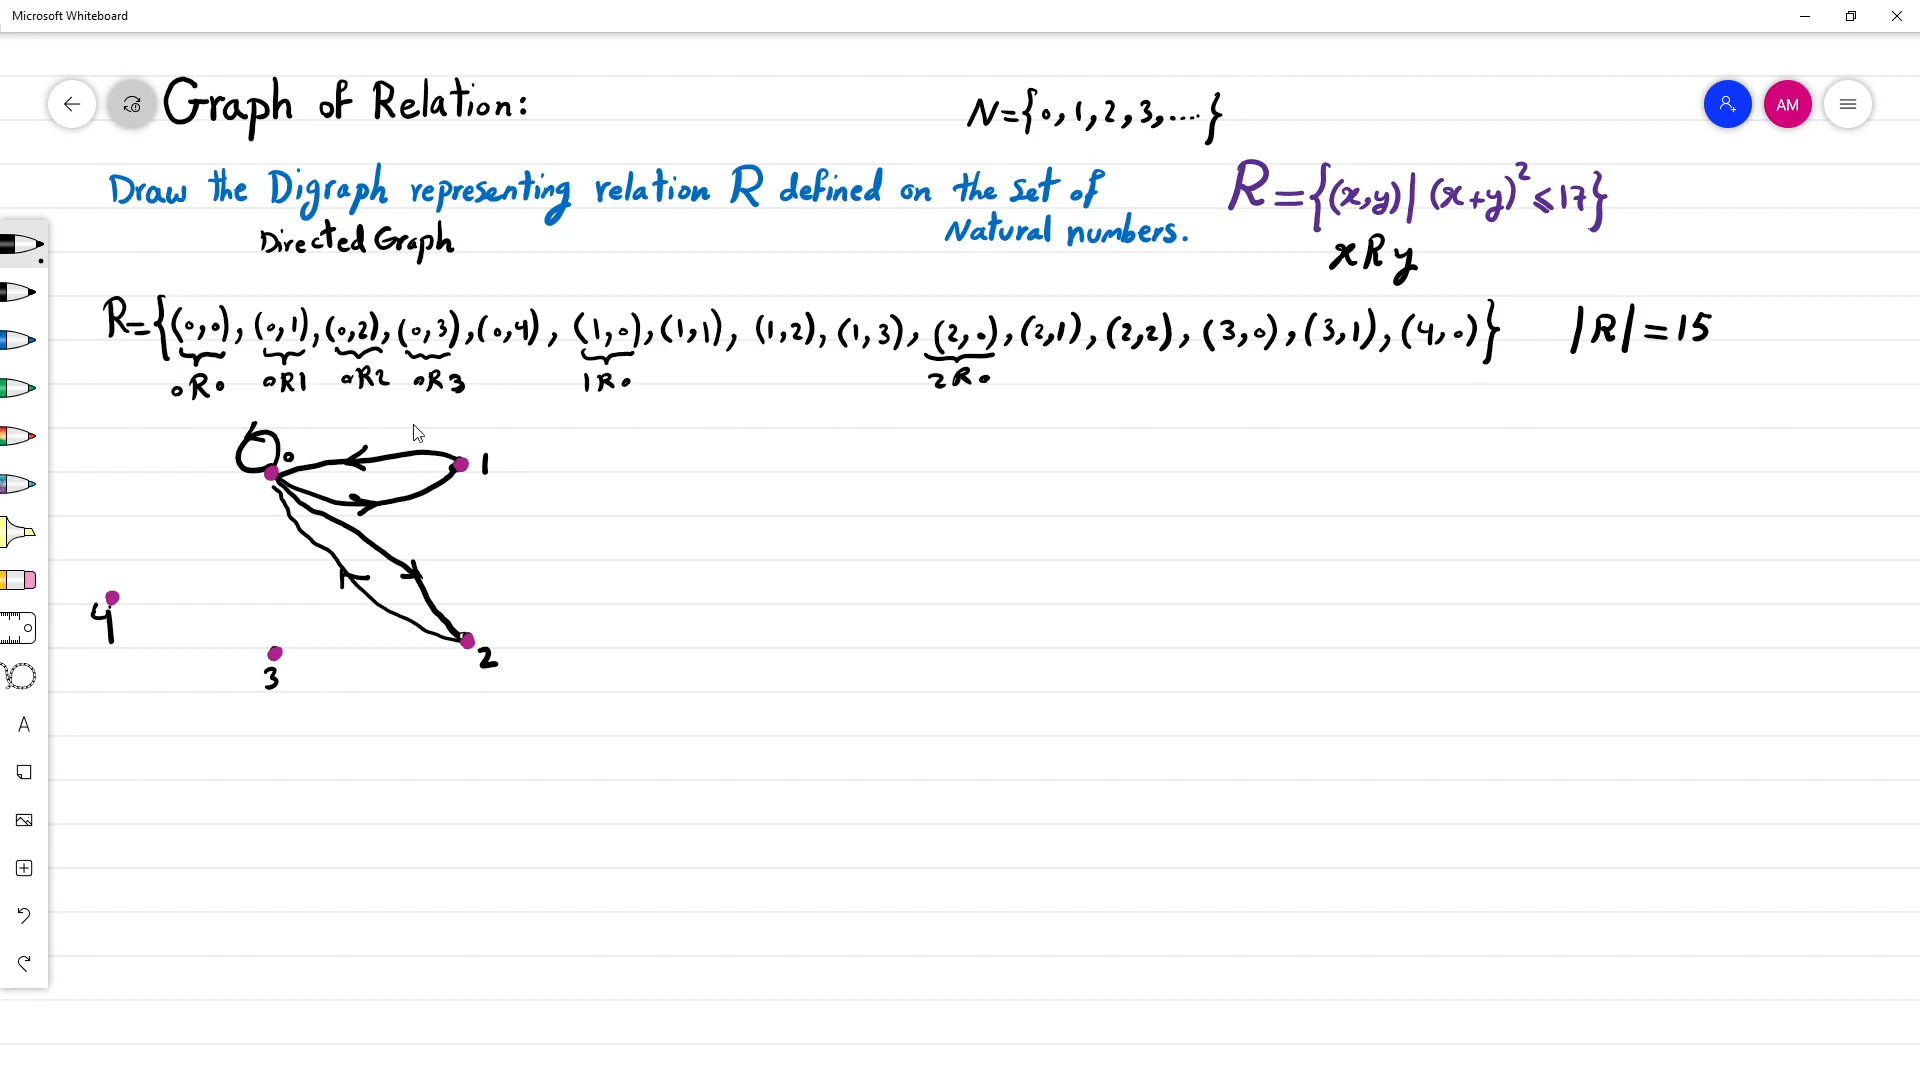 Microsoft Whiteboard
Graph of Relation:
N={0,1,2,3,....}
AM
Draw the Digraph representing relation R defined on the set of
Natural numbers.
R={(x,y)|(x+y)²≤17}
Directed Graph
x R y
R={(0,0),(0,1),(0,2),(0,3),(0,4),(1,0),(1,1),(1,2),(1,3),(2,0),(2,1),(2,2),(3,0),(3,1),(4,0)} |R|=15
0R0 0R1 0R2 0R3 1R0 2R0
0
1
4
2
3
A